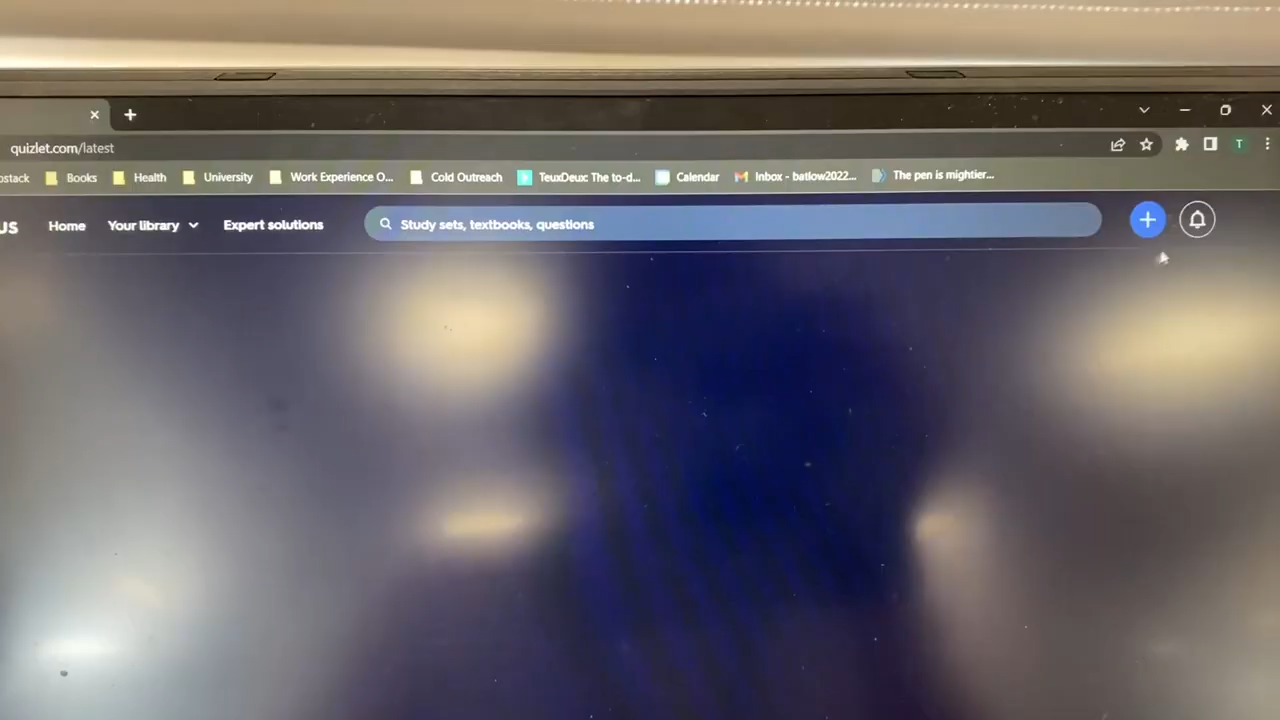 quizlet.com/latest
T
Books Health University Work Experience O... Cold Outreach TeuxDeux: The to-d... Calendar Inbox - batlow2022... The pen is mightier...
Home Your library Expert solutions Study sets, textbooks, questions